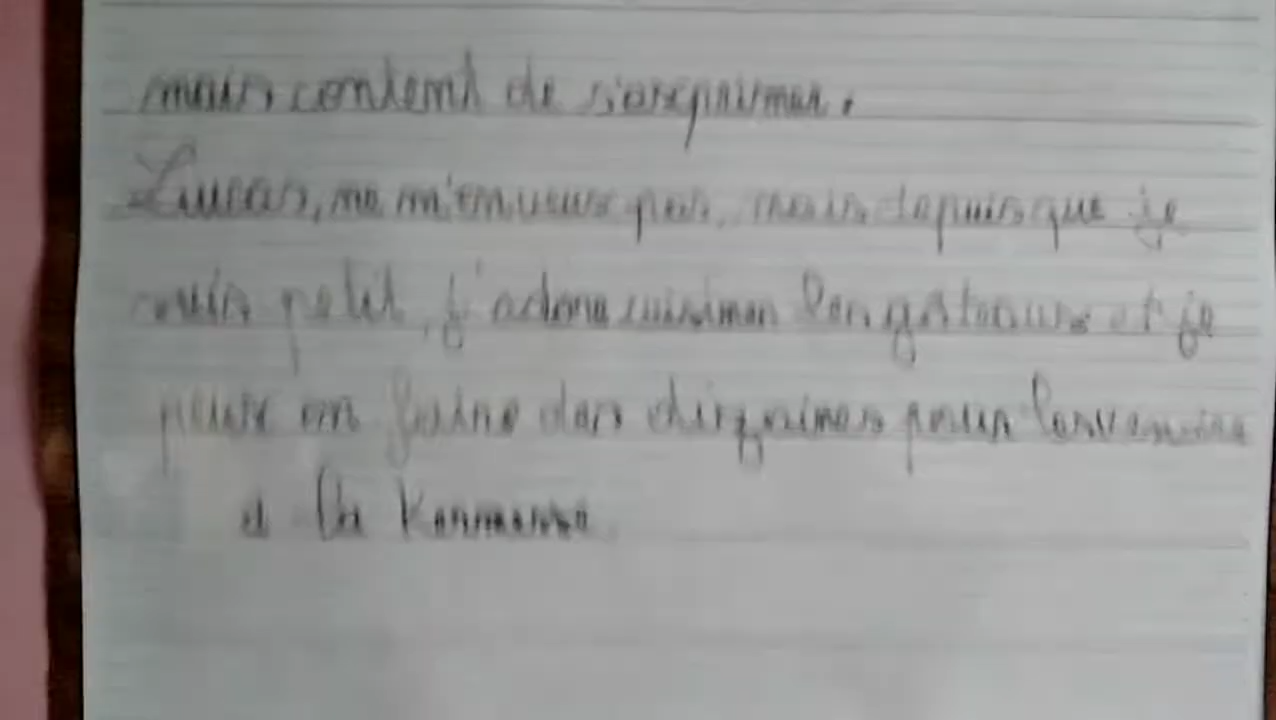 mais content de s'exprimer.
Lucas, ne m'en veux pas, mais depuis que je
suis petit, j'adore cuisiner les gâteaux et je
peux en faire des dizaines pour les vendre
à la Kermesse.